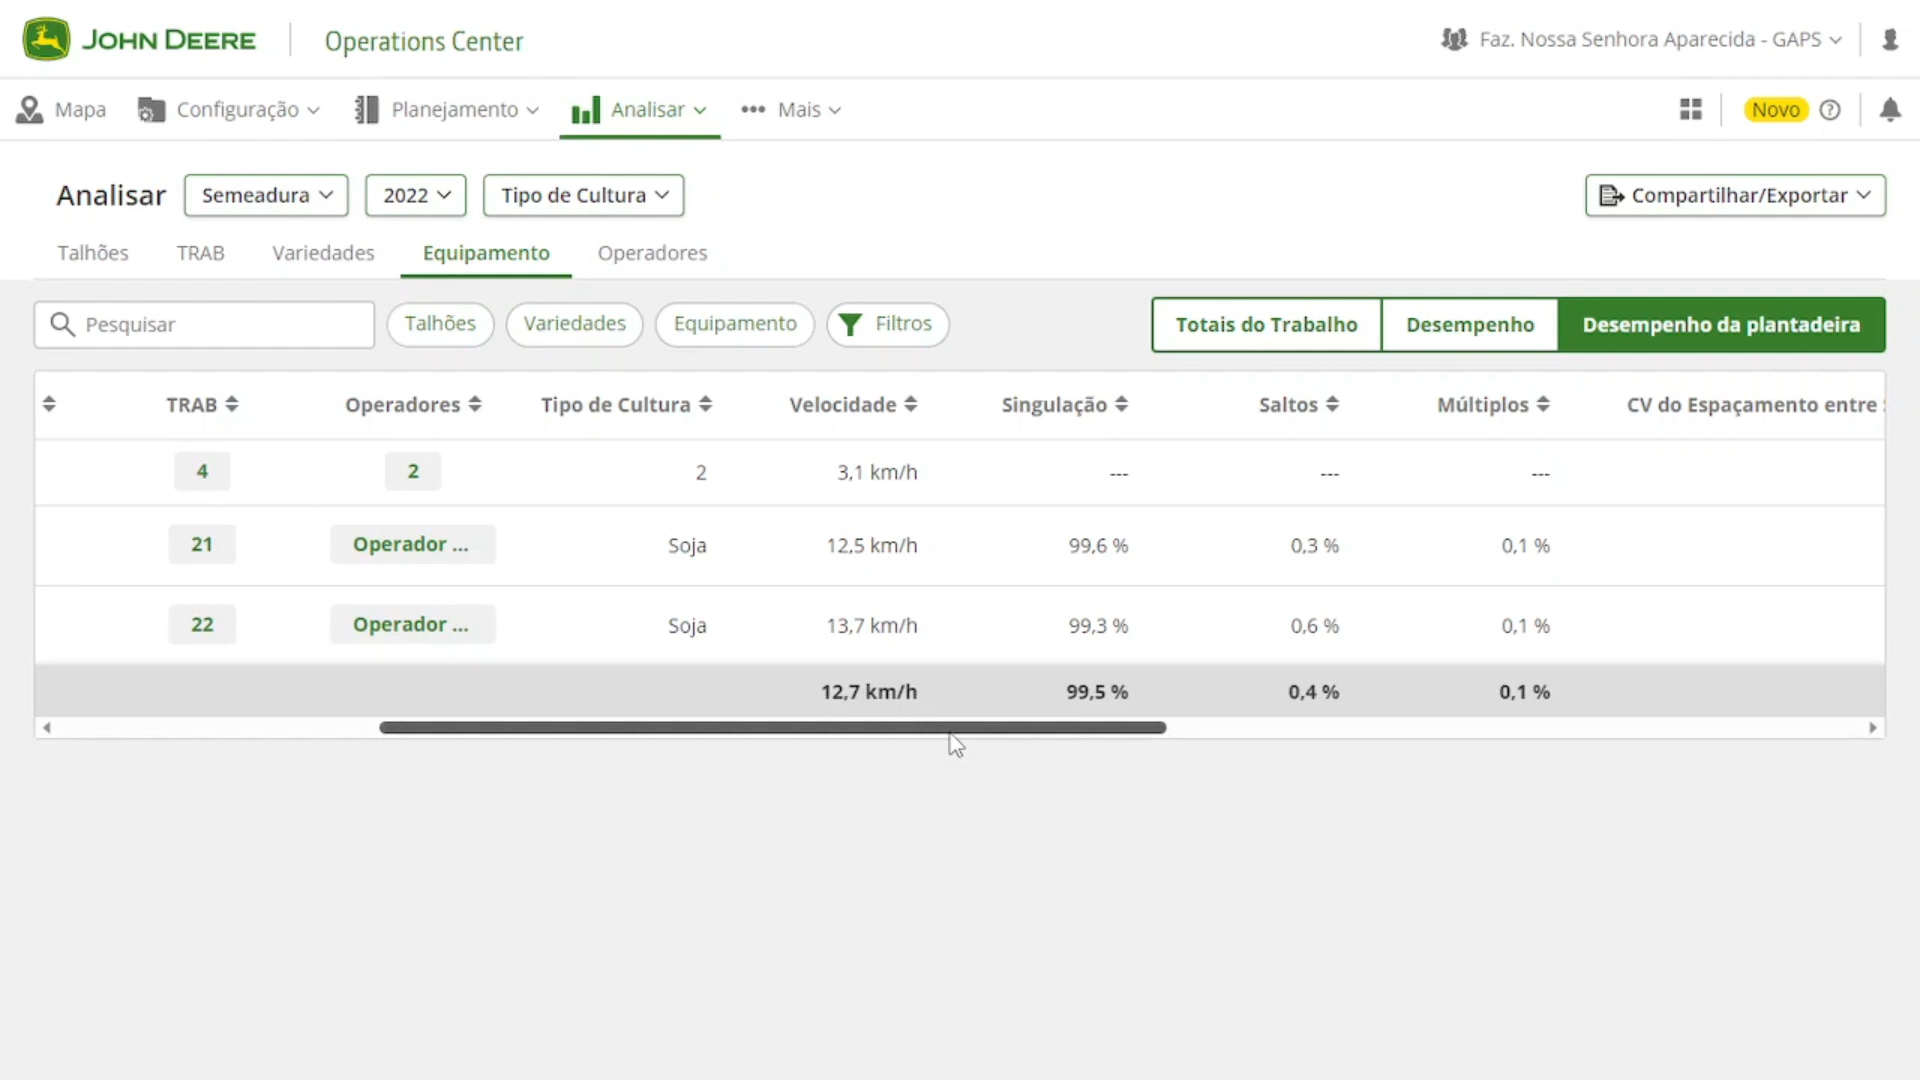 JOHN DEERE Operations Center Faz. Nossa Senhora Aparecida - GAPS
Mapa Configuração Planejamento Analisar Mais Novo
Analisar Semeadura 2022 Tipo de Cultura Compartilhar/Exportar
Talhões TRAB Variedades Equipamento Operadores
Pesquisar Talhões Variedades Equipamento Filtros Totais do Trabalho Desempenho Desempenho da plantadeira
TRAB Operadores Tipo de Cultura Velocidade Singulação Saltos Múltiplos CV do Espaçamento entre
4 2 2 3,1 km/h --- --- ---
21 Operador ... Soja 12,5 km/h 99,6 % 0,3 % 0,1 %
22 Operador ... Soja 13,7 km/h 99,3 % 0,6 % 0,1 %
12,7 km/h 99,5 % 0,4 % 0,1 %